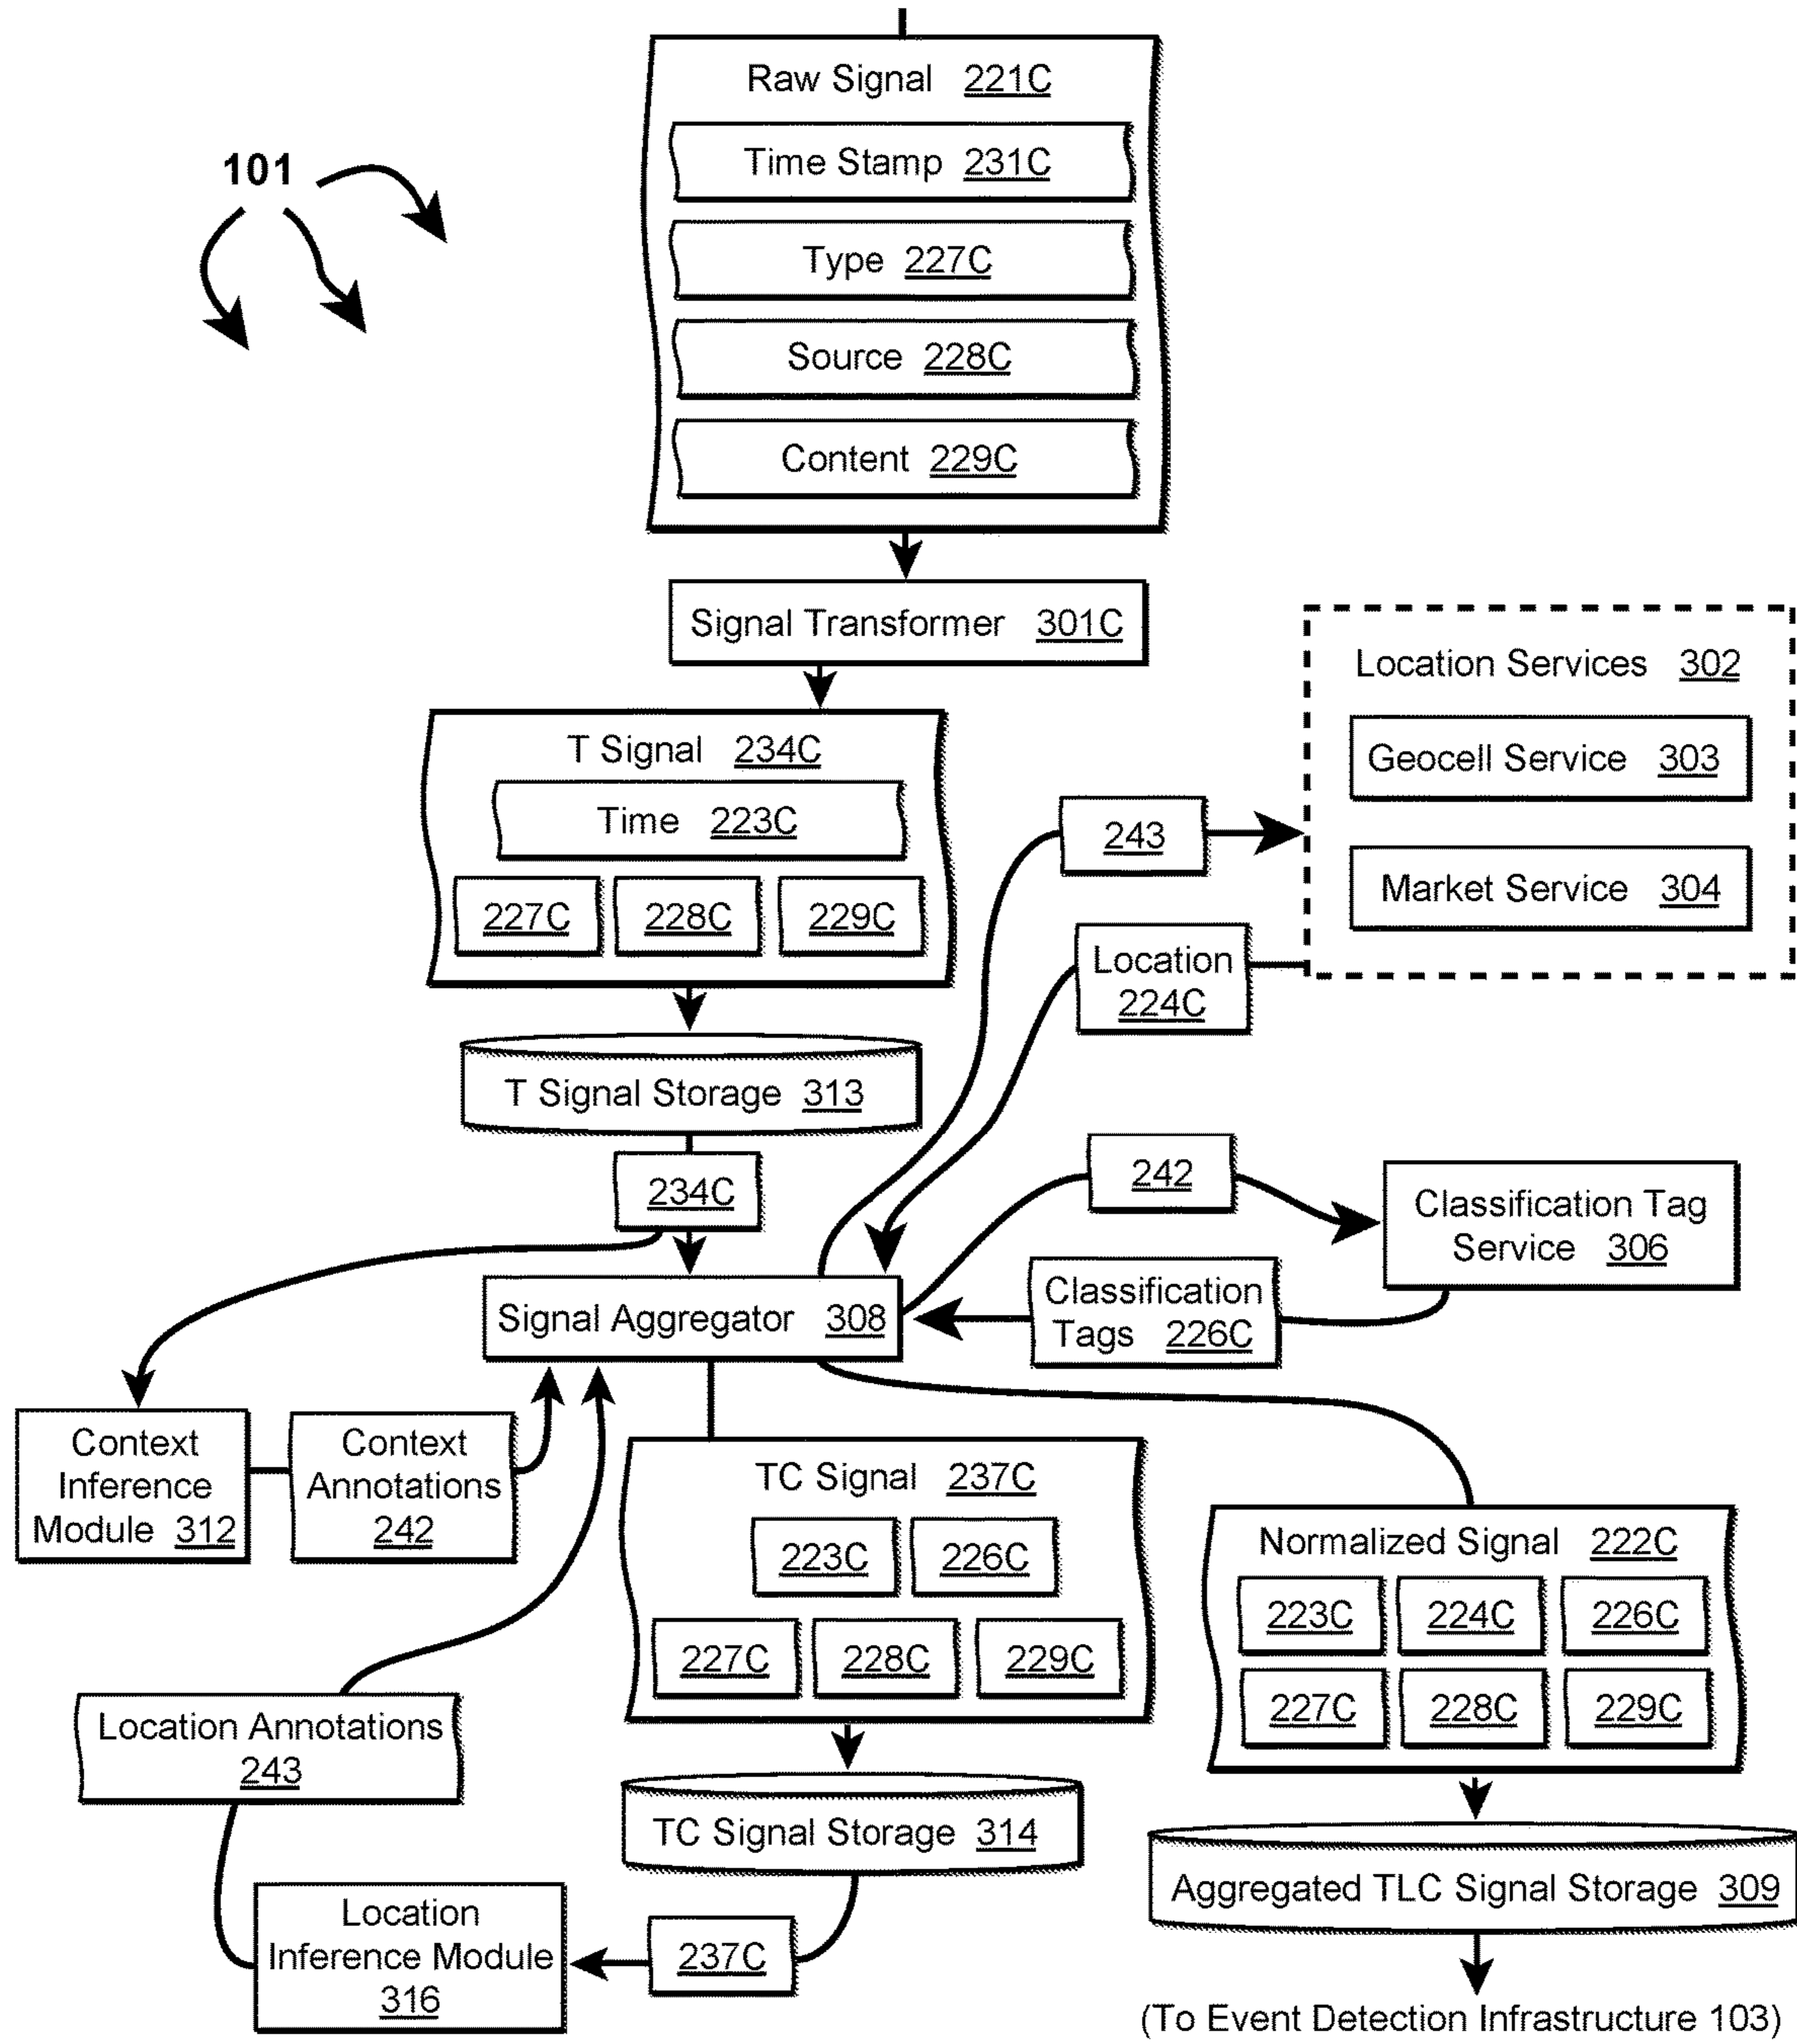 Raw Signal 221C
101
Time Stamp 231C
Type 227C
Source 228C
Content 229C
Signal Transformer 301C
Location Services 302
Geocell Service 303
Market Service 304
T Signal 234C
Time 223C
227C 228C 229C
243
Location
224C
T Signal Storage 313
234C
242
Classification Tag
Service 306
Classification
Tags 226C
Signal Aggregator 308
Context
Inference
Module 312
Context
Annotations
242
TC Signal 237C
223C 226C
227C 228C 229C
Normalized Signal 222C
223C 224C 226C
227C 228C 229C
Location Annotations
243
TC Signal Storage 314
Aggregated TLC Signal Storage 309
Location
Inference Module
316
237C
(To Event Detection Infrastructure 103)